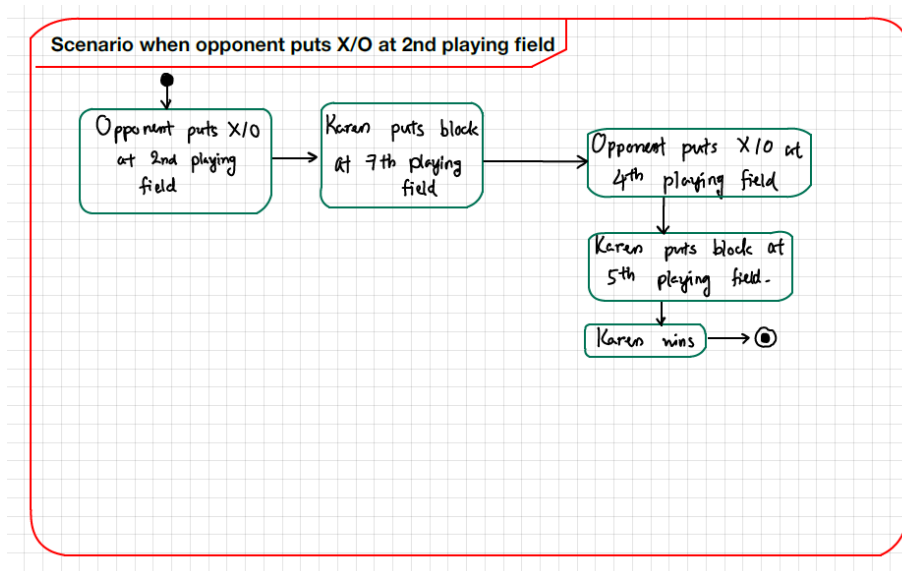 Scenario when opponent puts X/O at 2nd playing field
Opponent puts X/O
at 2nd playing
field
Karen puts block
at 7th playing
field
Opponent puts X/O at
4th playing field
Karen puts block at
5th playing field.
Karen wins